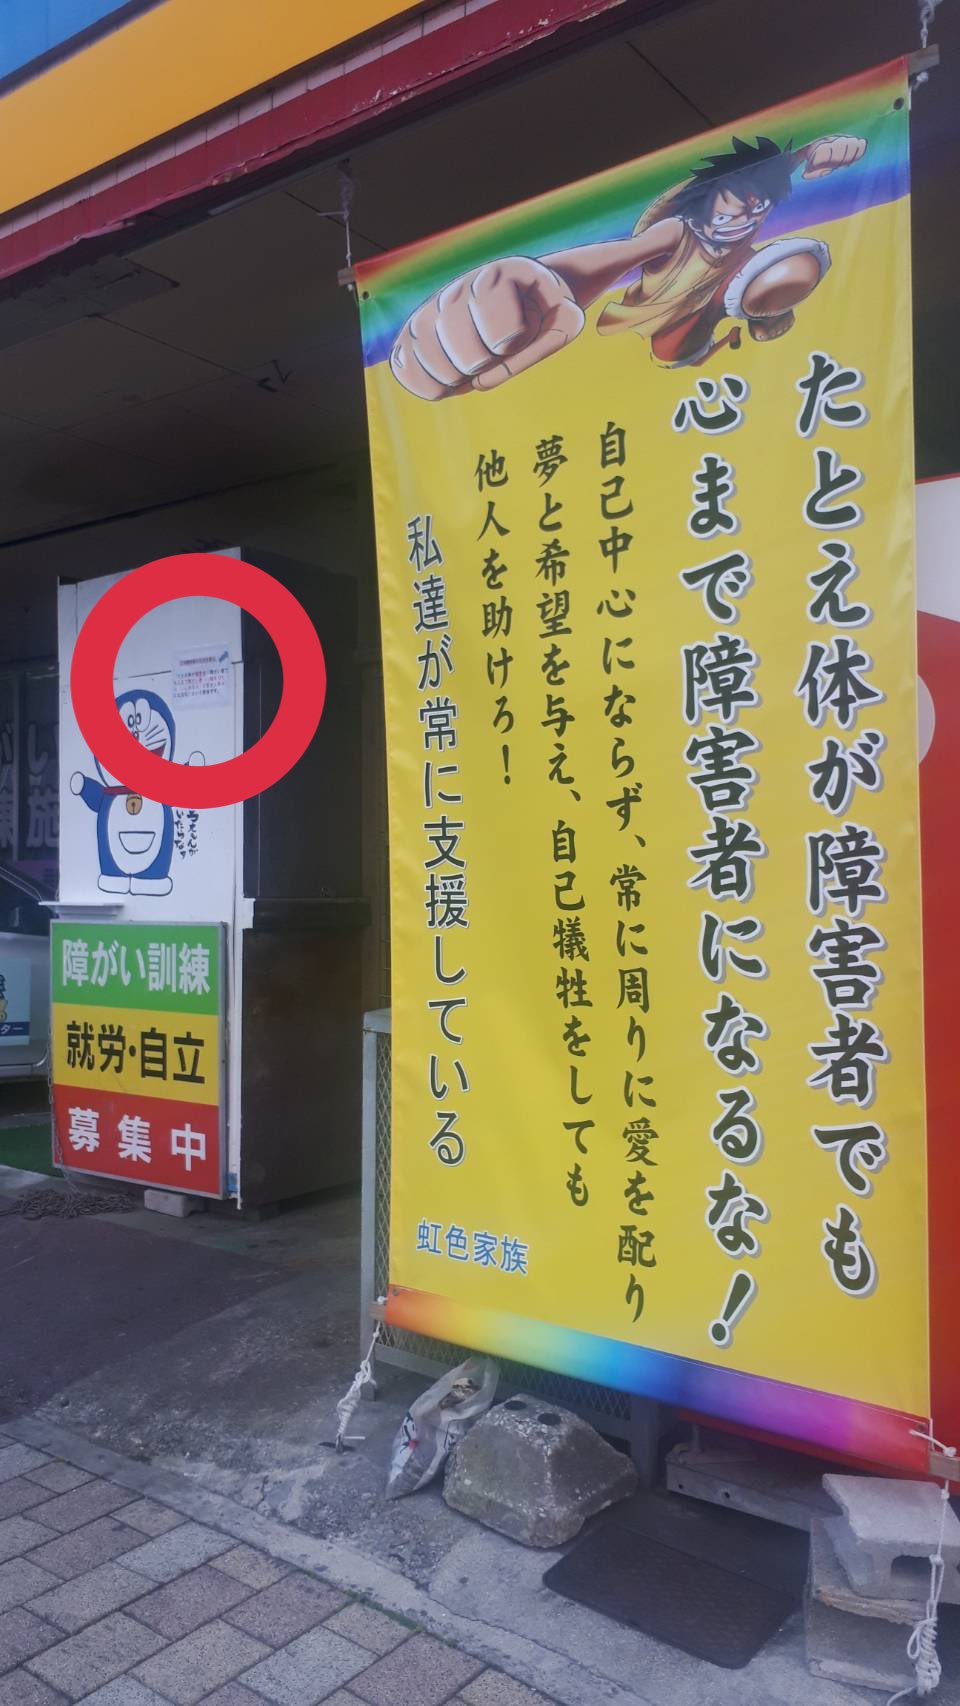 たとえ体が障害者でも
心まで障害者になるな！
自己中心にならず、常に周りに愛を配り
夢と希望を与え、自己犠牲をしても
他人を助けろ！
私達が常に支援している
虹色家族
障がい訓練
就労・自立
募集中